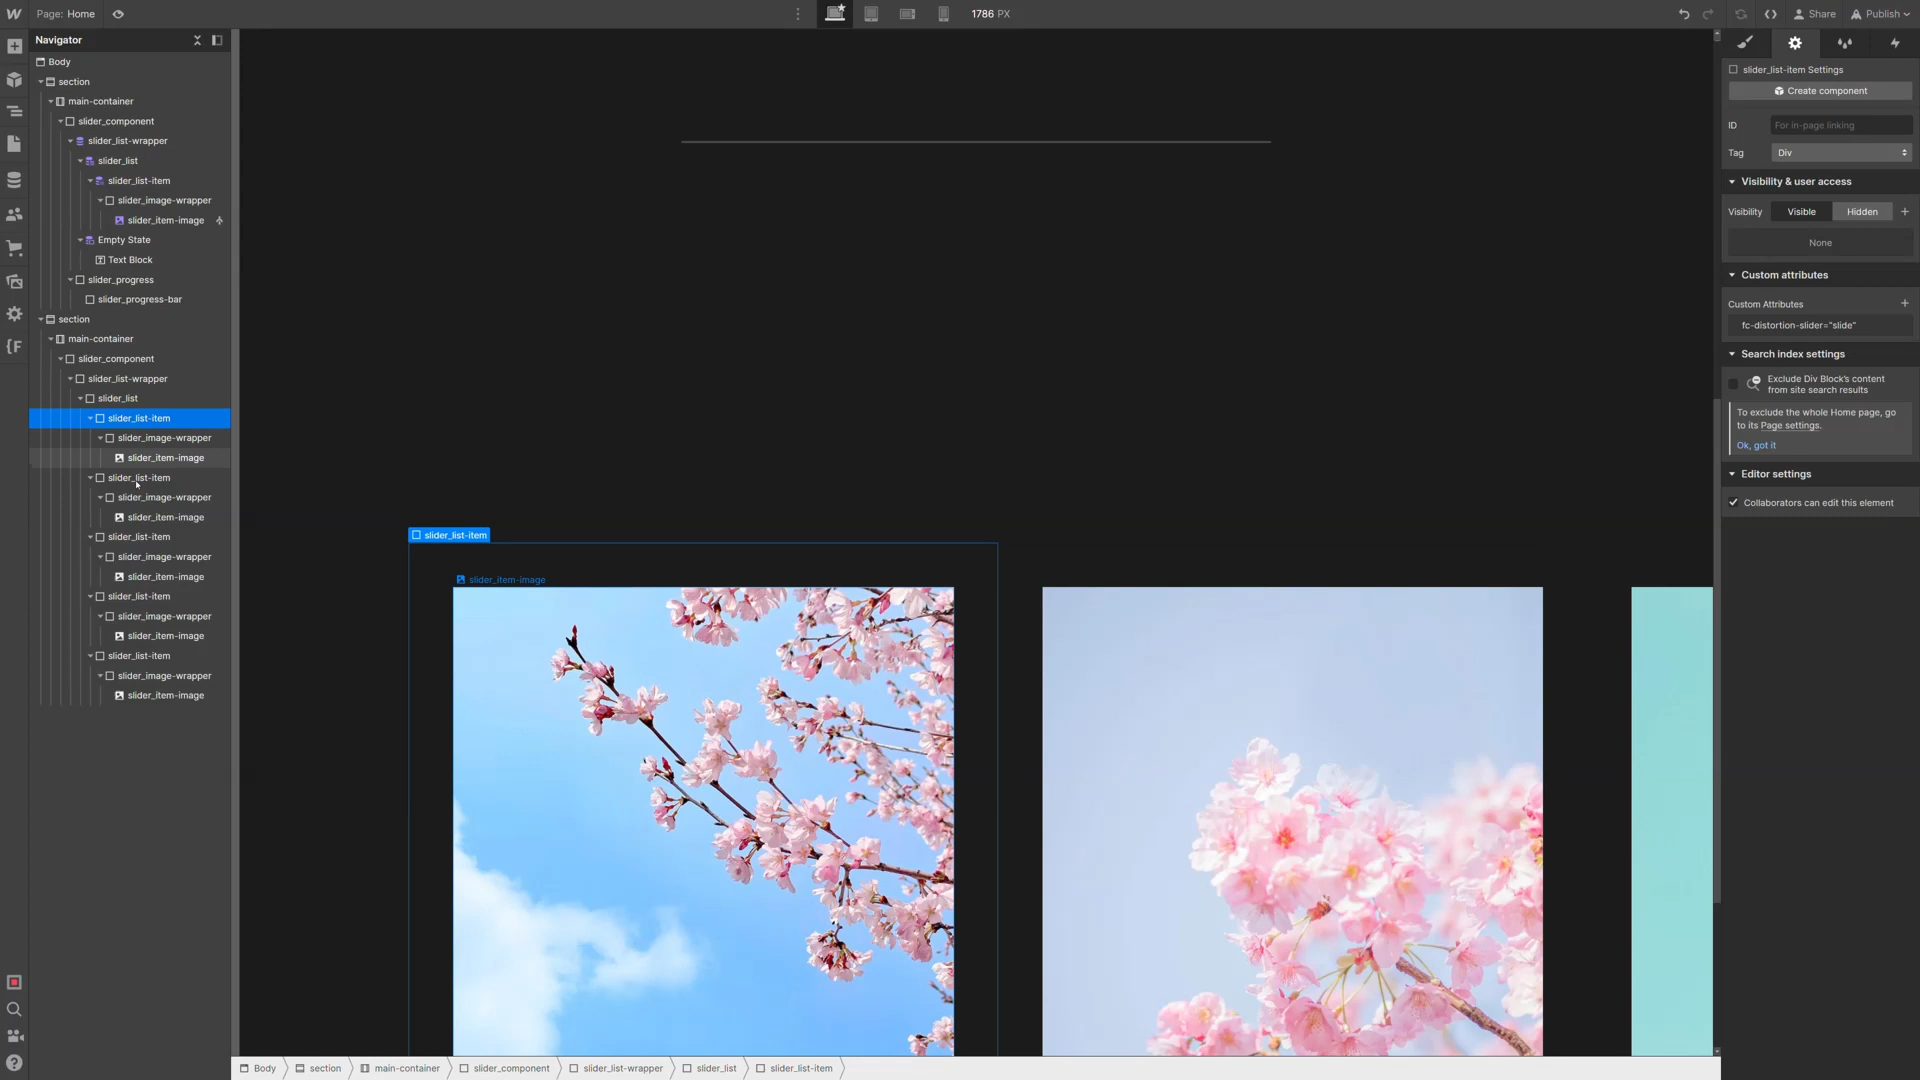 Page: Home
1786 PX
Share
Publish
Navigator
Body
section
main-container
slider_component
slider_list-wrapper
slider_list
slider_list-item
slider_image-wrapper
slider_item-image
Empty State
Text Block
slider_progress
slider_progress-bar
section
main-container
slider_component
slider_list-wrapper
slider_list
slider_list-item
slider_image-wrapper
slider_item-image
slider_list-item
slider_image-wrapper
slider_item-image
slider_list-item
slider_image-wrapper
slider_item-image
slider_list-item
slider_image-wrapper
slider_item-image
slider_list-item
slider_image-wrapper
slider_item-image
slider_list-item
slider_item-image
slider_list-item Settings
Create component
ID For in-page linking
Tag Div
Visibility & user access
Visibility Visible Hidden
None
Custom attributes
Custom Attributes
fc-distortion-slider="slide"
Search index settings
Exclude Div Block's content
from site search results
To exclude the whole Home page, go
to its Page settings.
Ok, got it
Editor settings
Collaborators can edit this element
Body section main-container slider_component slider_list-wrapper slider_list slider_list-item